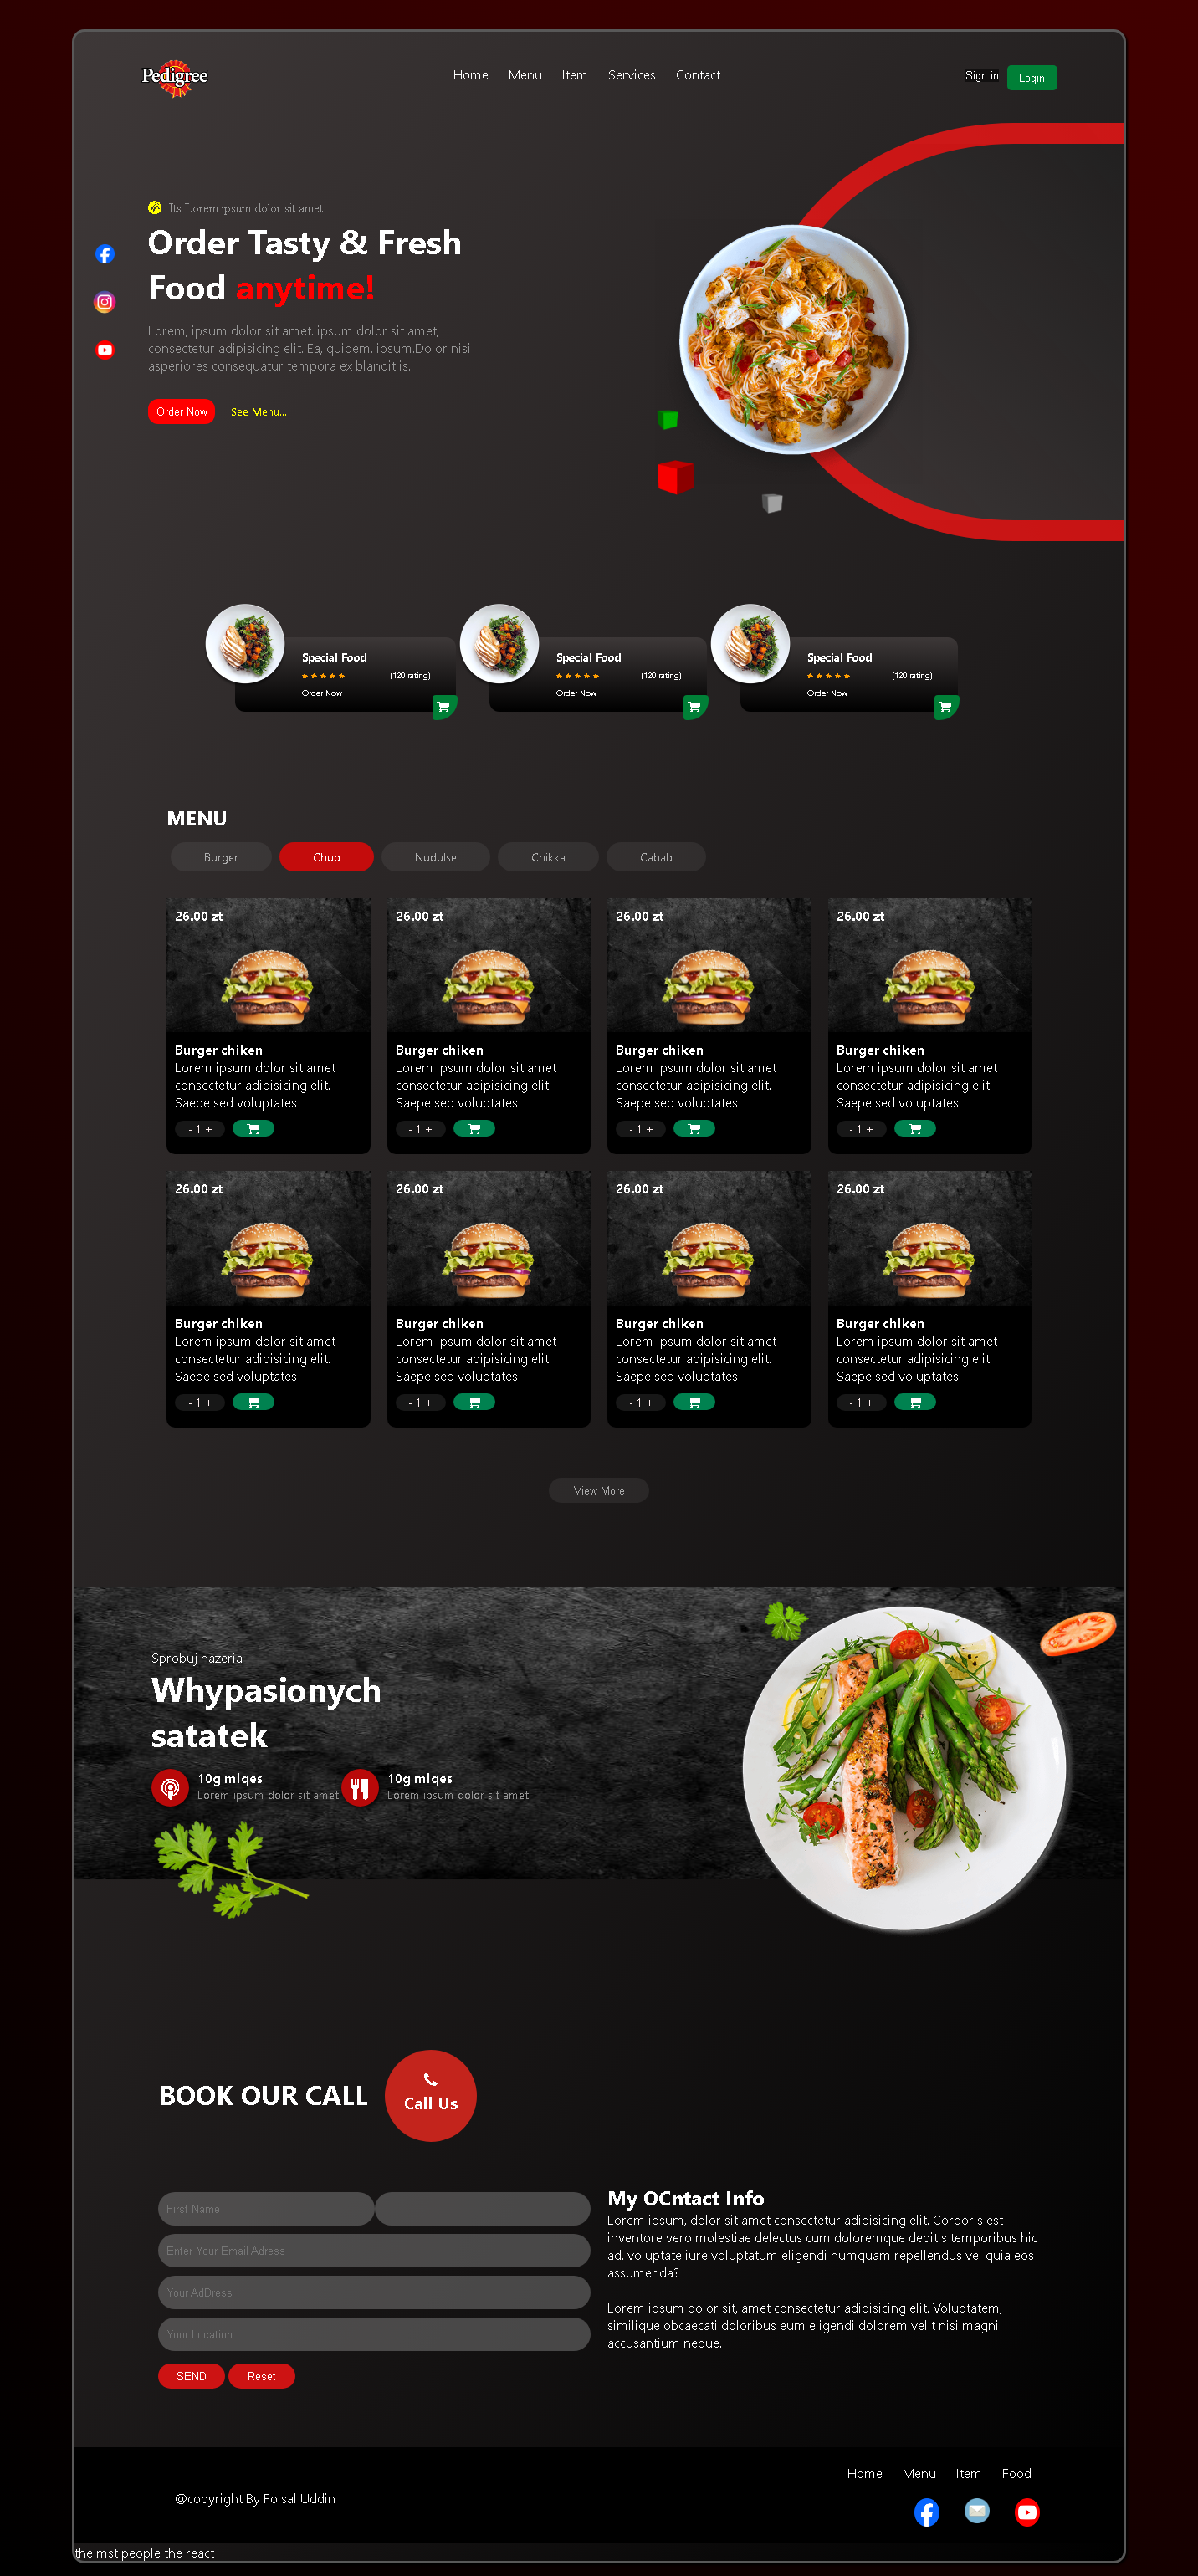 Pedigree
Home Menu Item Services Contact
Sign in Login
Its Lorem ipsum dolor sit amet.
Order Tasty & Fresh
Food anytime!
Lorem, ipsum dolor sit amet. ipsum dolor sit amet,
consectetur adipisicing elit. Ea, quidem. ipsum.Dolor nisi
asperiores consequatur tempora ex blanditiis.
Order Now See Menu...
Special Food
(120 rating)
Order Now
Special Food
(120 rating)
Order Now
Special Food
(120 rating)
Order Now
MENU
Burger Chup Nudulse Chikka Cabab
26.00 zt
Burger chiken
Lorem ipsum dolor sit amet
consectetur adipisicing elit.
Saepe sed voluptates
- 1 +
26.00 zt
Burger chiken
Lorem ipsum dolor sit amet
consectetur adipisicing elit.
Saepe sed voluptates
- 1 +
26.00 zt
Burger chiken
Lorem ipsum dolor sit amet
consectetur adipisicing elit.
Saepe sed voluptates
- 1 +
26.00 zt
Burger chiken
Lorem ipsum dolor sit amet
consectetur adipisicing elit.
Saepe sed voluptates
- 1 +
26.00 zt
Burger chiken
Lorem ipsum dolor sit amet
consectetur adipisicing elit.
Saepe sed voluptates
- 1 +
26.00 zt
Burger chiken
Lorem ipsum dolor sit amet
consectetur adipisicing elit.
Saepe sed voluptates
- 1 +
26.00 zt
Burger chiken
Lorem ipsum dolor sit amet
consectetur adipisicing elit.
Saepe sed voluptates
- 1 +
26.00 zt
Burger chiken
Lorem ipsum dolor sit amet
consectetur adipisicing elit.
Saepe sed voluptates
- 1 +
View More
Sprobuj nazeria
Whypasionych
satatek
10g miqes
Lorem ipsum dolor sit amet.
10g miqes
Lorem ipsum dolor sit amet.
BOOK OUR CALL
Call Us
First Name
Enter Your Email Adress
Your AdDress
Your Location
SEND Reset
My OCntact Info
Lorem ipsum, dolor sit amet consectetur adipisicing elit. Corporis est
inventore vero molestiae delectus cum doloremque debitis temporibus hic
ad, voluptate iure voluptatum eligendi numquam repellendus vel quia eos
assumenda?
Lorem ipsum dolor sit, amet consectetur adipisicing elit. Voluptatem,
similique obcaecati doloribus eum eligendi dolorem velit nisi magni
accusantium neque.
Home Menu Item Food
@copyright By Foisal Uddin
the mst people the react